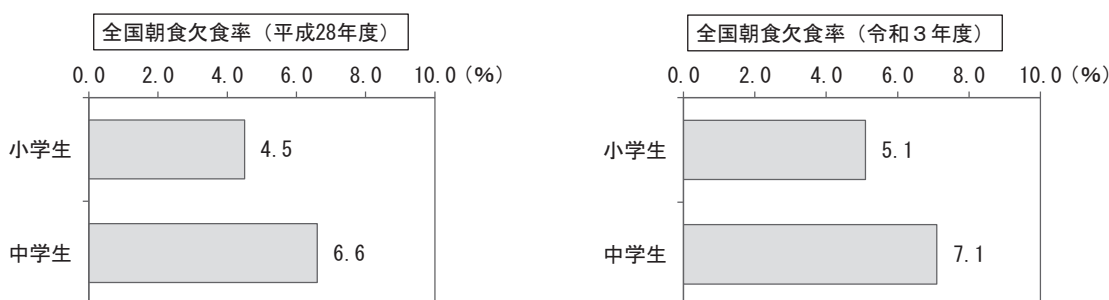 全国朝食欠食率（平成28年度）
0.0 2.0 4.0 6.0 8.0 10.0（%）
小学生 4.5
中学生 6.6
全国朝食欠食率（令和３年度）
0.0 2.0 4.0 6.0 8.0 10.0（%）
小学生 5.1
中学生 7.1